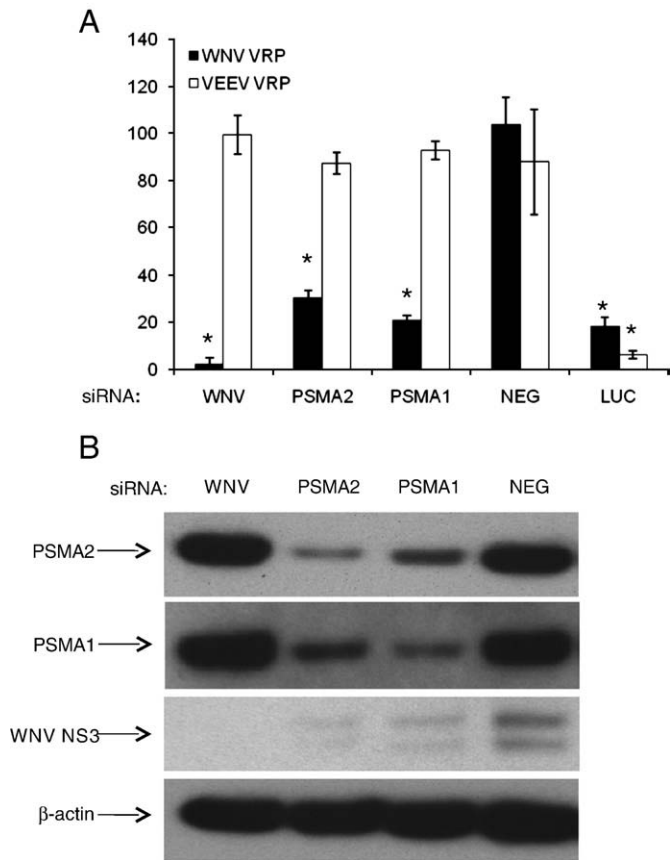 A
140
120
100
80
60
40
20
0
WNV VRP
VEEV VRP
*
*
*
*
*
siRNA: WNV PSMA2 PSMA1 NEG LUC
B
siRNA: WNV PSMA2 PSMA1 NEG
PSMA2
PSMA1
WNV NS3
β-actin